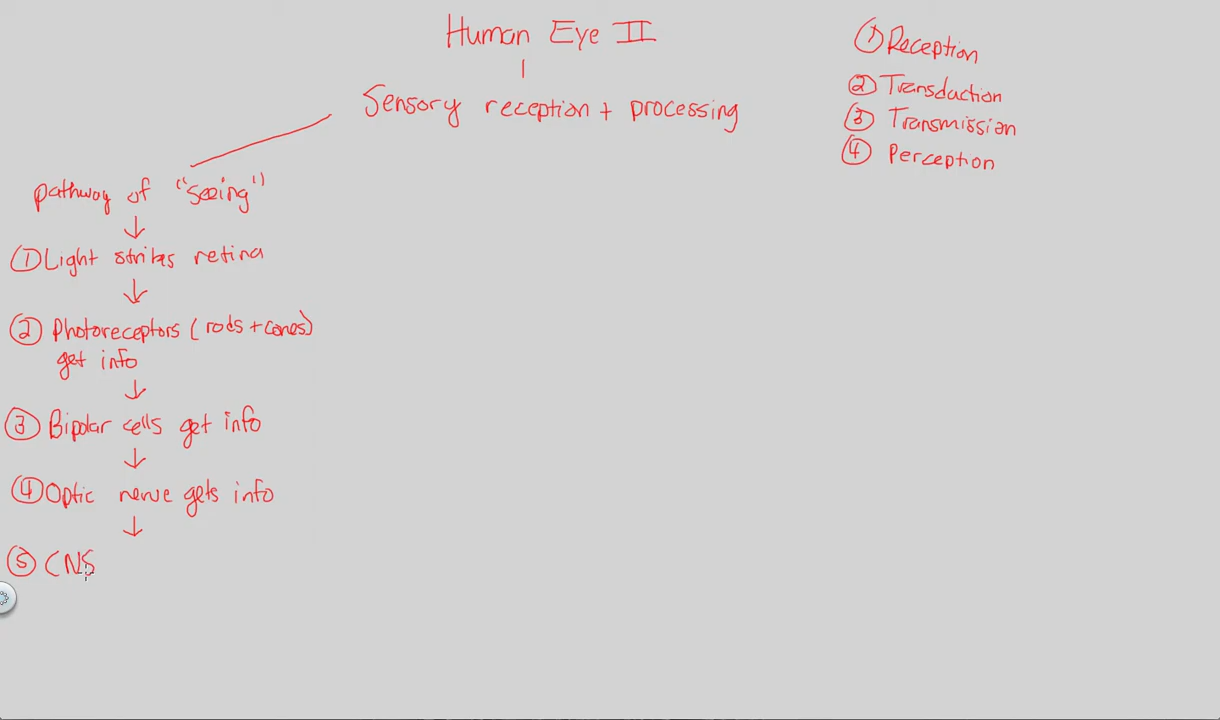 Human Eye II
Sensory reception + processing
① Reception
② Transduction
③ Transmission
④ Perception
pathway of "seeing"
① Light strikes retina
② Photoreceptors (rods + cones)
get info
③ Bipolar cells get info
④ Optic nerve gets info
⑤ CNS